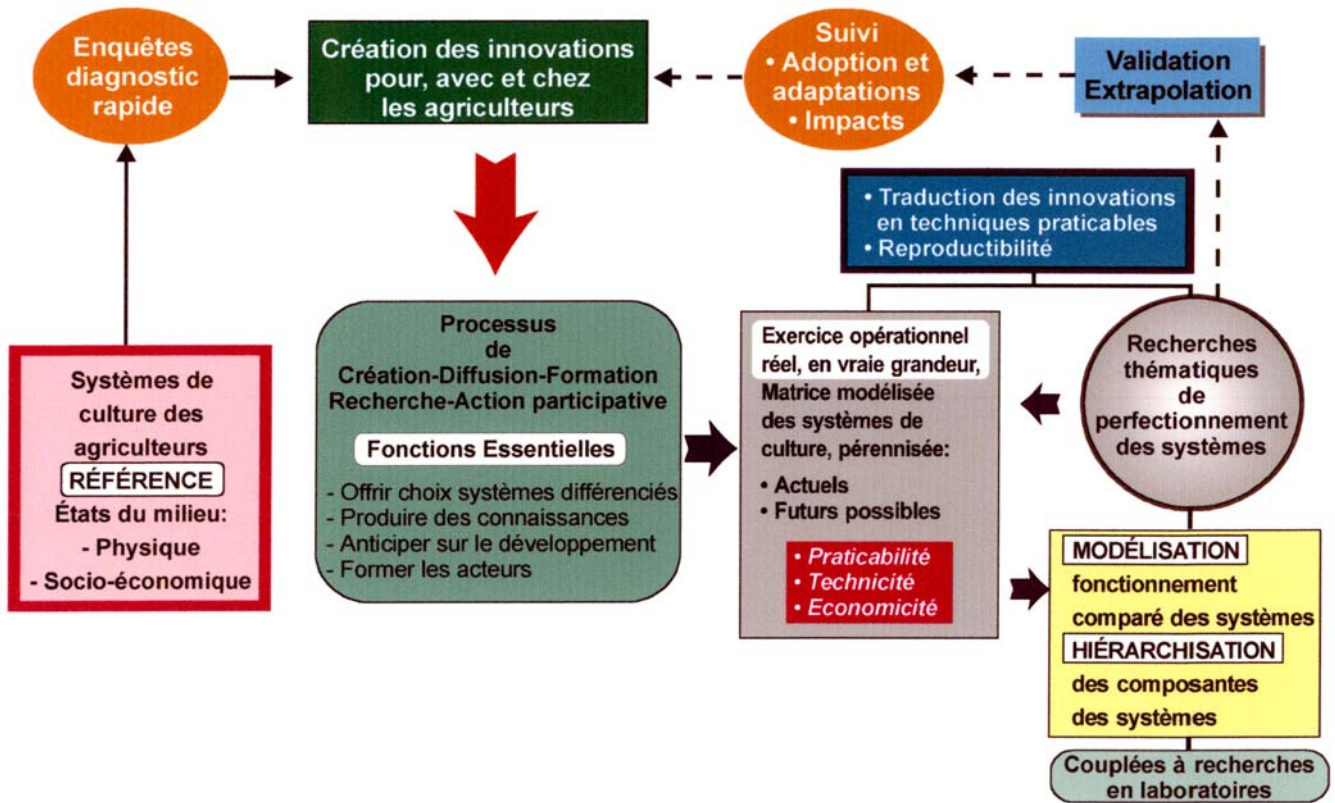 Enquêtes
diagnostic
rapide
Création des innovations
pour, avec et chez
les agriculteurs
Suivi
• Adoption et
adaptations
• Impacts
Validation
Extrapolation
• Traduction des innovations
en techniques praticables
• Reproductibilité
Systèmes de
culture des
agriculteurs
RÉFÉRENCE
États du milieu:
- Physique
- Socio-économique
Processus
de
Création-Diffusion-Formation
Recherche-Action participative
Fonctions Essentielles
- Offrir choix systèmes différenciés
- Produire des connaissances
- Anticiper sur le développement
- Former les acteurs
Exercice opérationnel
réel, en vraie grandeur,
Matrice modélisée
des systèmes de
culture, pérennisée:
• Actuels
• Futurs possibles
• Praticabilité
• Technicité
• Economicité
Recherches
thématiques
de
perfectionnement
des systèmes
MODÉLISATION
fonctionnement
comparé des systèmes
HIÉRARCHISATION
des composantes
des systèmes
Couplées à recherches
en laboratoires